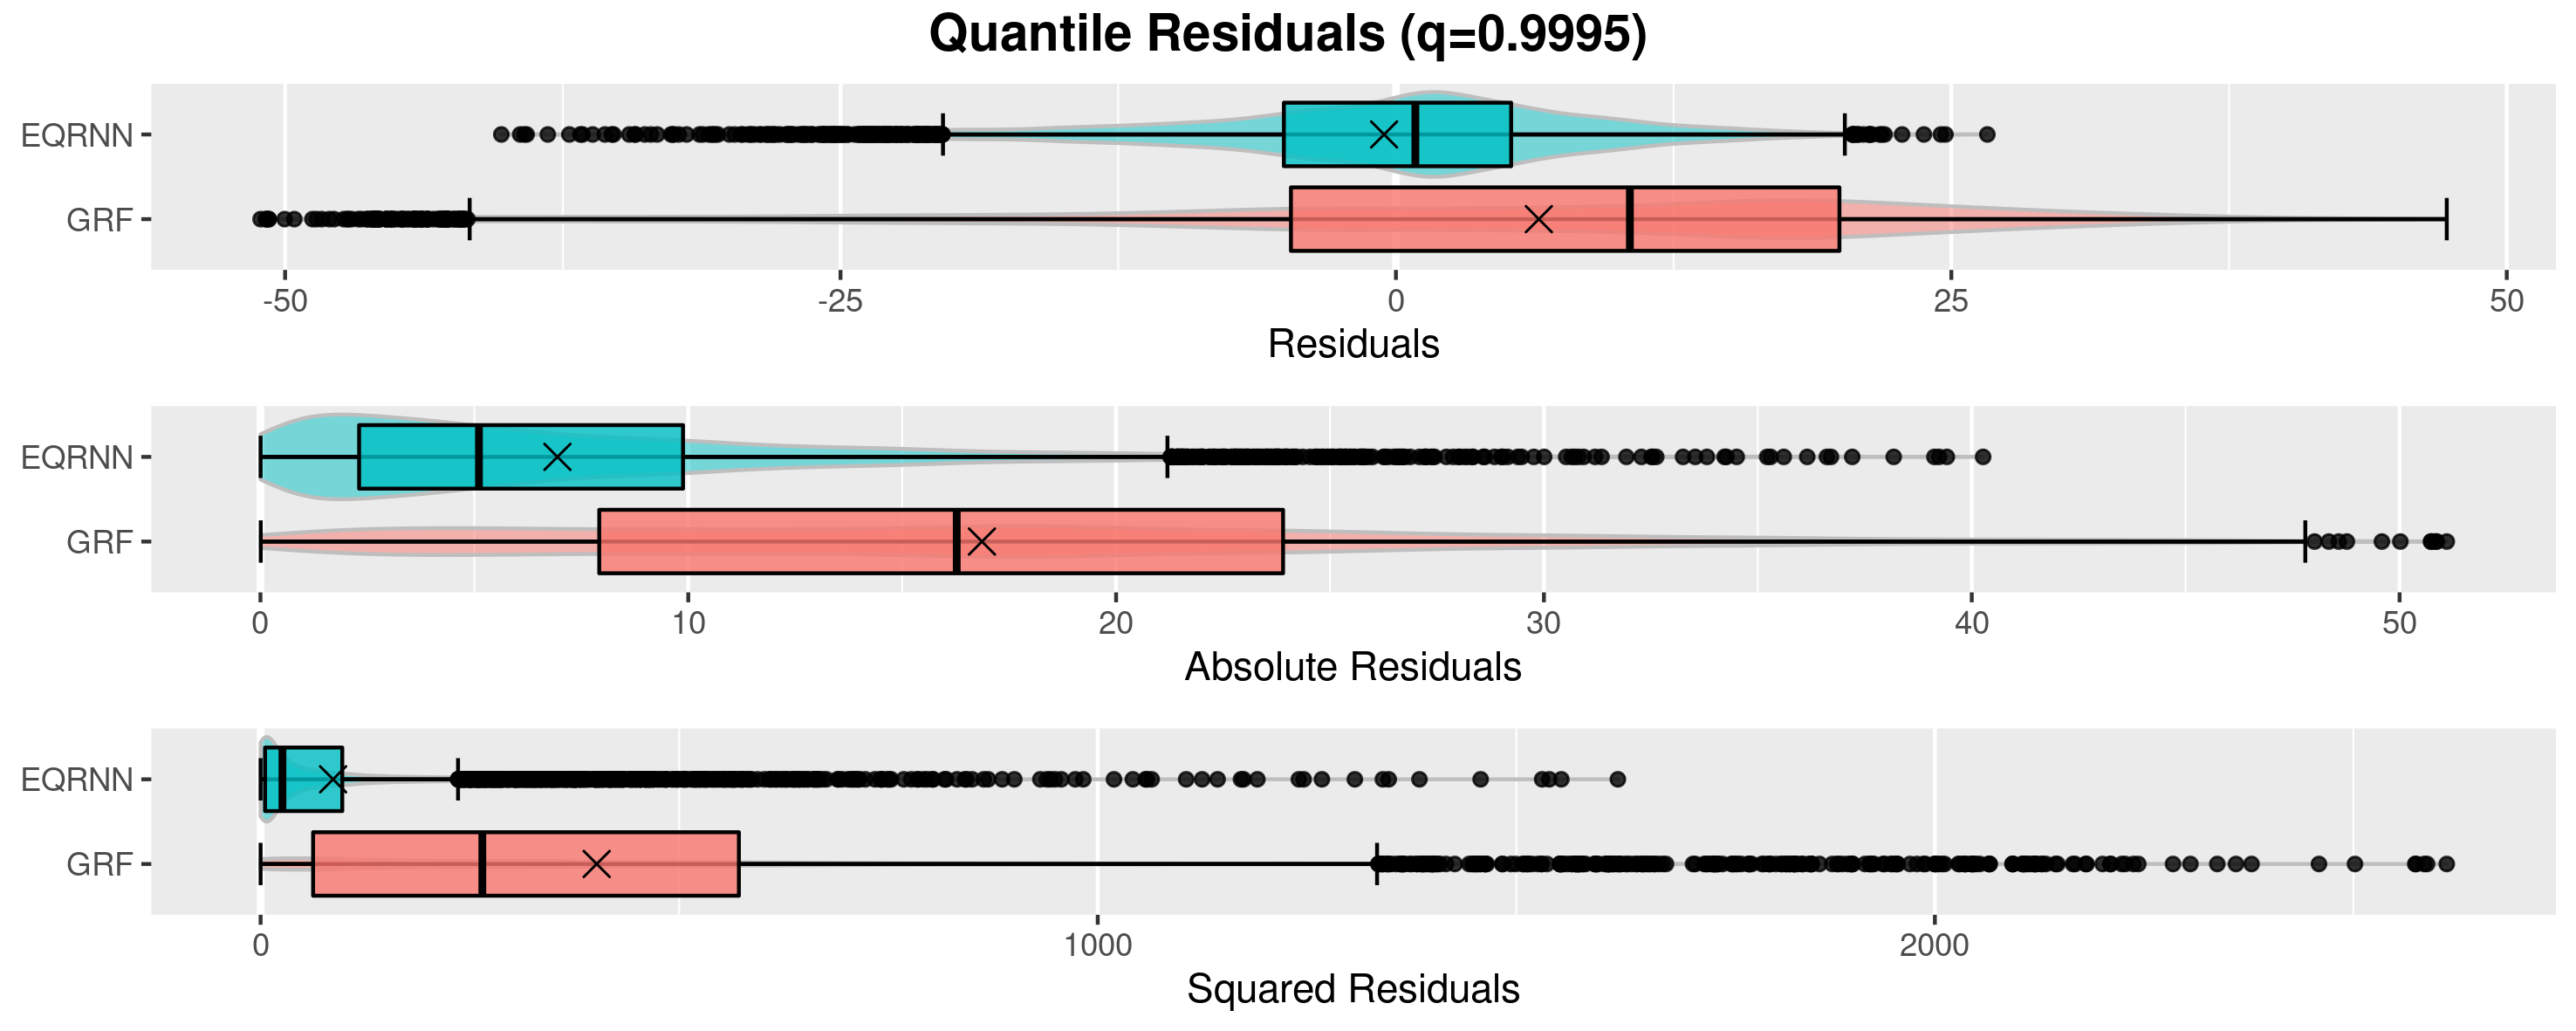 Quantile Residuals (q=0.9995)
EQRNN
GRF
-50 -25 0 25 50
Residuals
EQRNN
GRF
0 10 20 30 40 50
Absolute Residuals
EQRNN
GRF
0 1000 2000
Squared Residuals